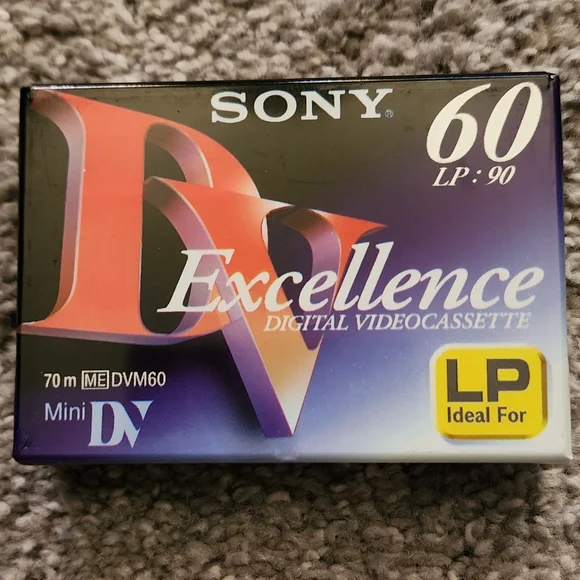 SONY®
60
LP : 90
DV
Excellence
DIGITAL VIDEOCASSETTE
70 m ME DVM60
Mini DV
LP
Ideal For